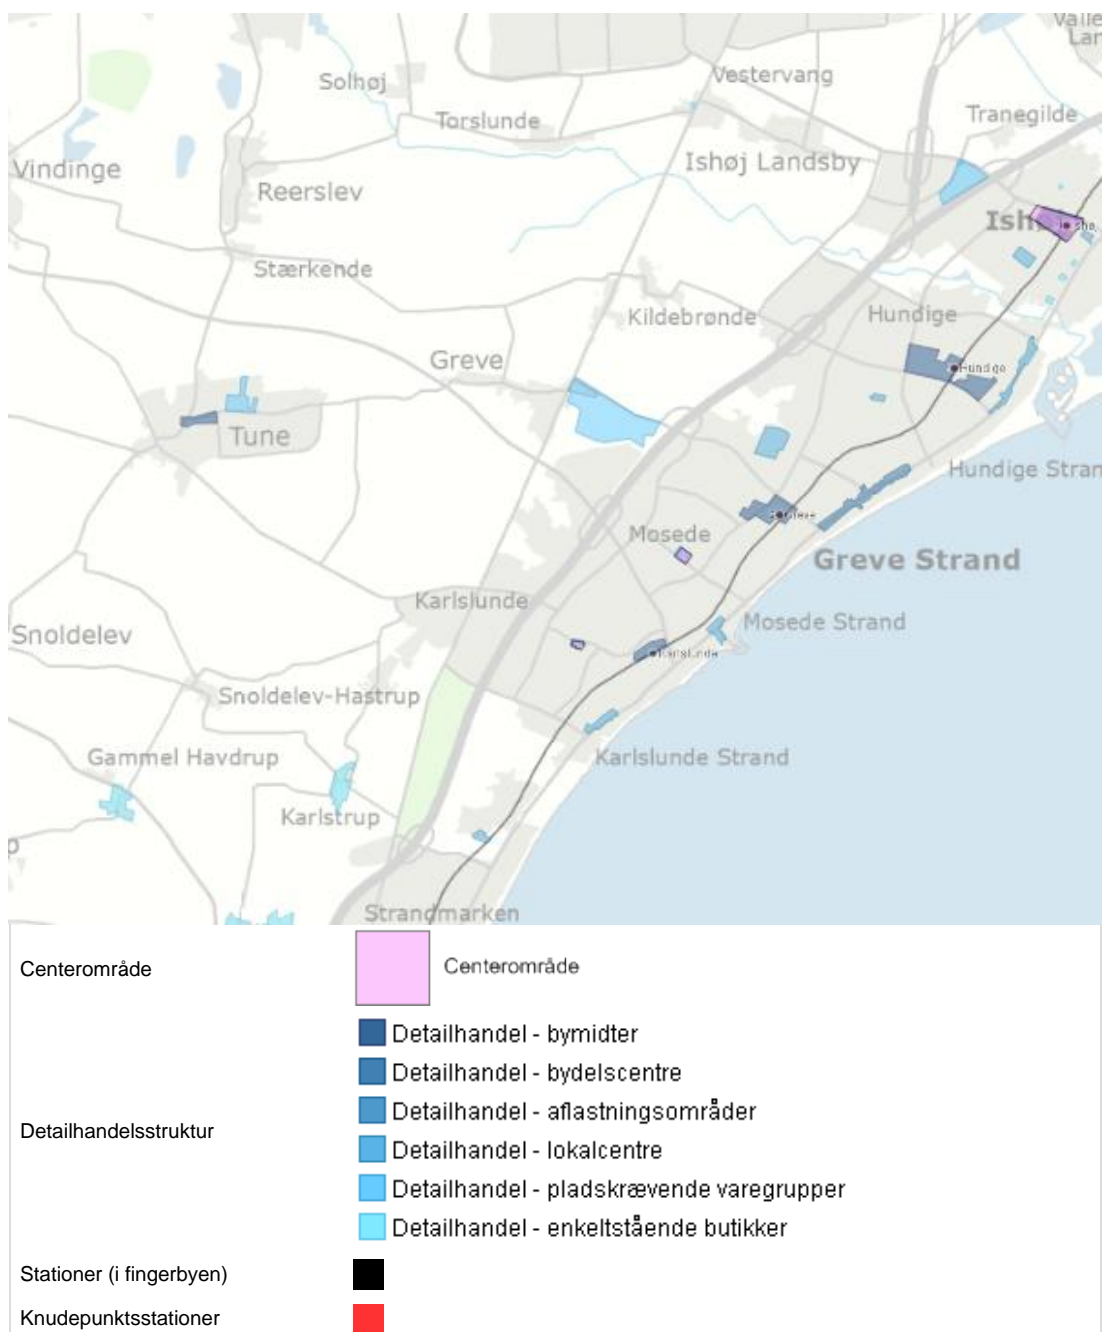 Solhøj
Vestervang
Torslunde
Tranegilde
Vindinge
Ishøj Landsby
Reerslev
Stærkende
Kildebrønde
Hundige
Greve
Hundige
Tune
Hundige Stran
Mosede
Greve Strand
Karlslunde
Mosede Strand
Snoldelev
Karlslunde
Snoldelev-Hastrup
Gammel Havdrup
Karlslunde Strand
Karlstrup
Strandmarken
Centerområde
Centerområde
Detailhandel - bymidter
Detailhandel - bydelscentre
Detailhandel - aflastningsområder
Detailhandelsstruktur
Detailhandel - lokalcentre
Detailhandel - pladskrævende varegrupper
Detailhandel - enkeltstående butikker
Stationer (i fingerbyen)
Knudepunktsstationer